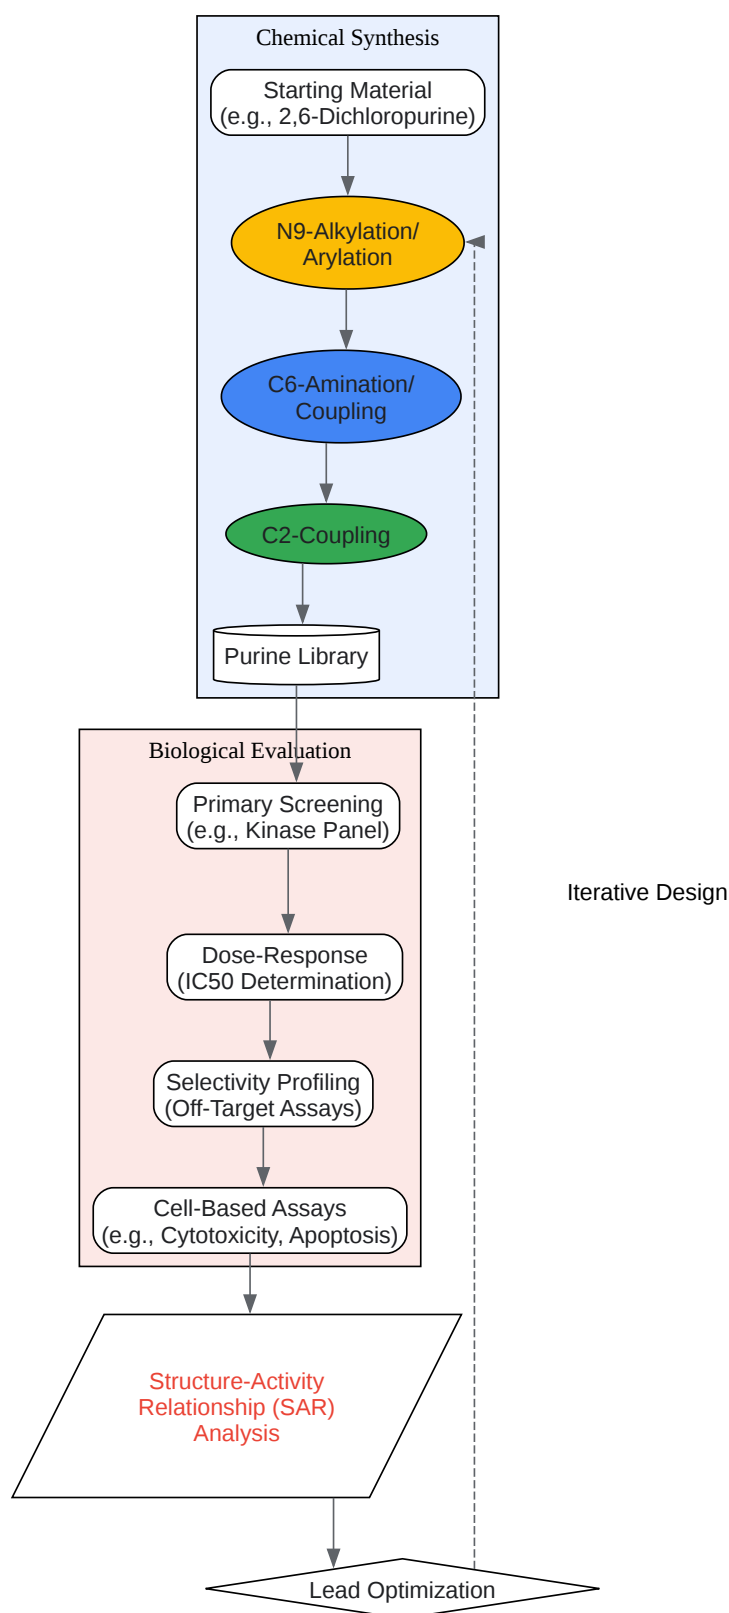 Chemical Synthesis
Starting Material
(e.g., 2,6-Dichloropurine)
N9-Alkylation/
Arylation
C6-Amination/
Coupling
C2-Coupling
Purine Library
Biological Evaluation
Primary Screening
(e.g., Kinase Panel)
Iterative Design
Dose-Response
(IC50 Determination)
Selectivity Profiling
(Off-Target Assays)
Cell-Based Assays
(e.g., Cytotoxicity, Apoptosis)
Structure-Activity
Relationship (SAR)
Analysis
Lead Optimization